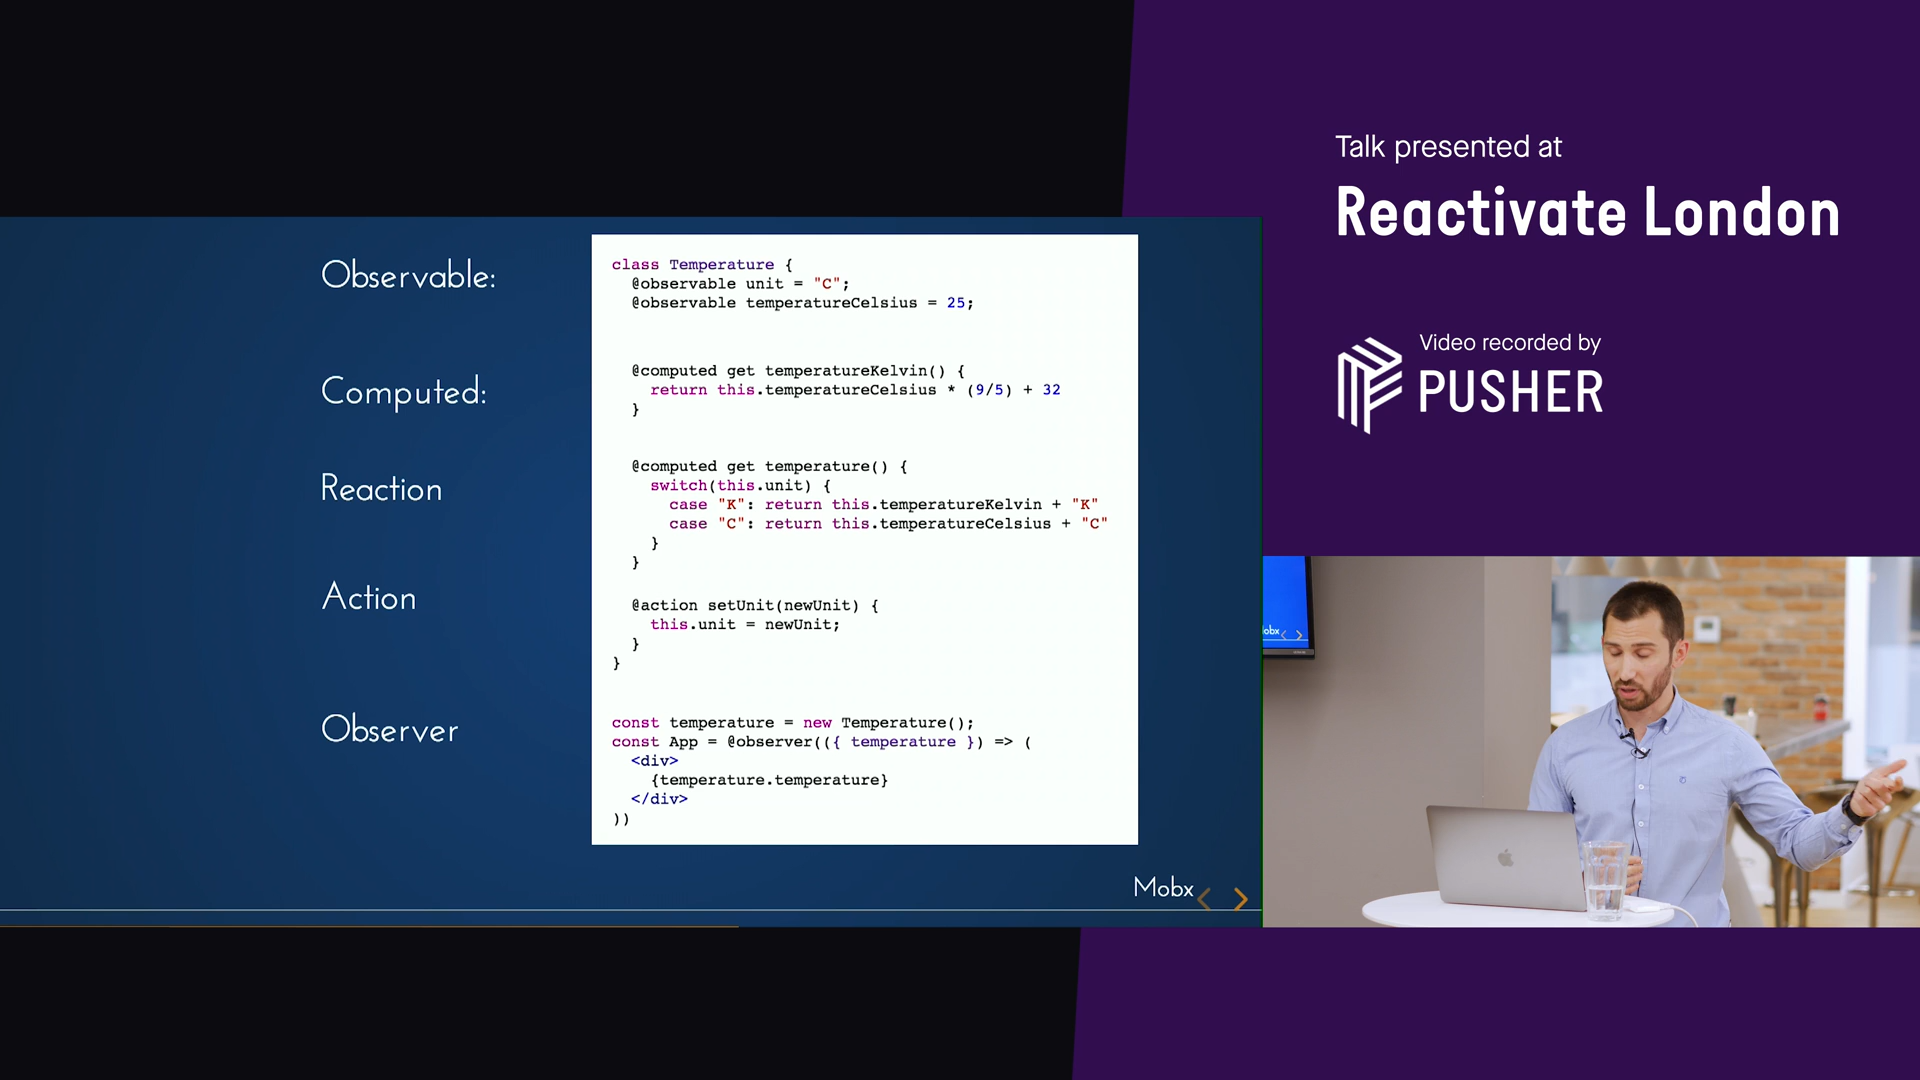 Talk presented at
Reactivate London
Video recorded by
PUSHER
Observable:
Computed:
Reaction
Action
Observer
class Temperature {
@observable unit = "C";
@observable temperatureCelsius = 25;
@computed get temperatureKelvin() {
return this.temperatureCelsius * (9/5) + 32
}
@computed get temperature() {
switch(this.unit) {
case "K": return this.temperatureKelvin + "K"
case "C": return this.temperatureCelsius + "C"
}
}
@action setUnit(newUnit) {
this.unit = newUnit;
}
}
const temperature = new Temperature();
const App = @observer(({ temperature }) => (
<div>
{temperature.temperature}
</div>
))
Mobx
obx